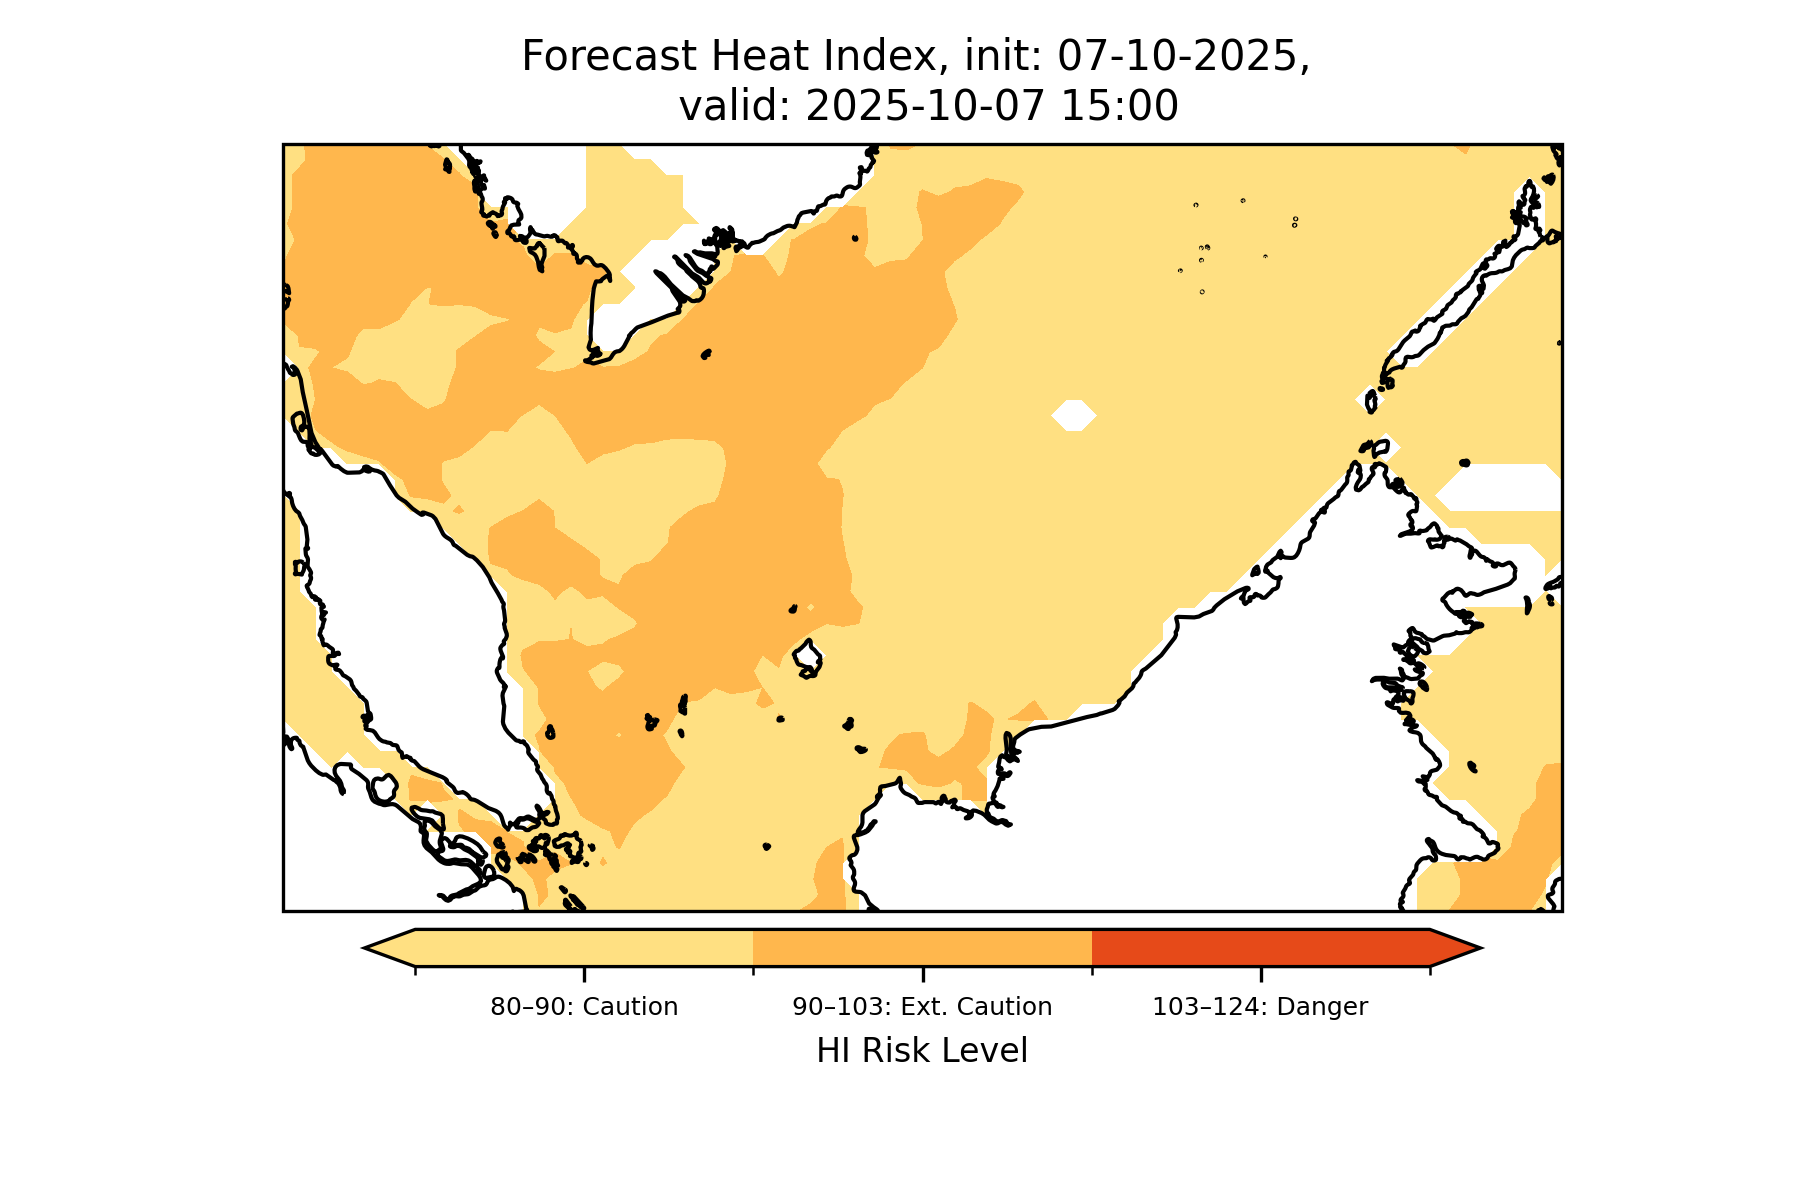 Forecast Heat Index, init: 07-10-2025,
valid: 2025-10-07 15:00
80–90: Caution
90–103: Ext. Caution
103–124: Danger
HI Risk Level